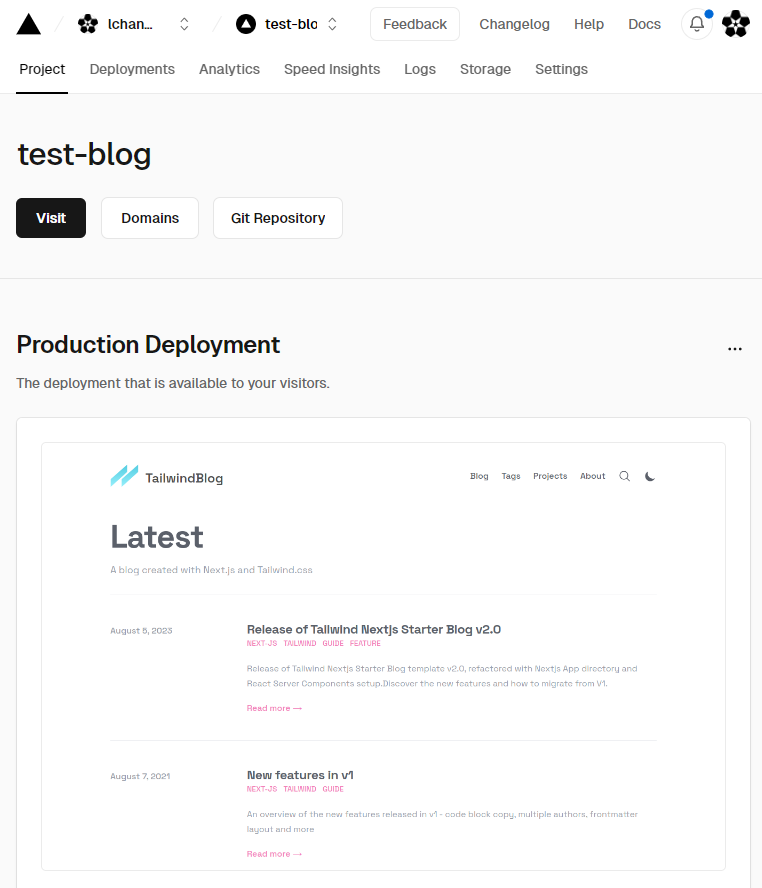 lchan... test-blo Feedback Changelog Help Docs
Project Deployments Analytics Speed Insights Logs Storage Settings
test-blog
Visit Domains Git Repository
Production Deployment
The deployment that is available to your visitors.
TailwindBlog Blog Tags Projects About
Latest
A blog created with Next.js and Tailwind.css
August 5, 2023
Release of Tailwind Nextjs Starter Blog v2.0
NEXT-JS TAILWIND GUIDE FEATURE
Release of Tailwind Nextjs Starter Blog template v2.0, refactored with Nextjs App directory and
React Server Components setup.Discover the new features and how to migrate from V1.
Read more →
August 7, 2021
New features in v1
NEXT-JS TAILWIND GUIDE
An overview of the new features released in v1 - code block copy, multiple authors, frontmatter
layout and more
Read more →